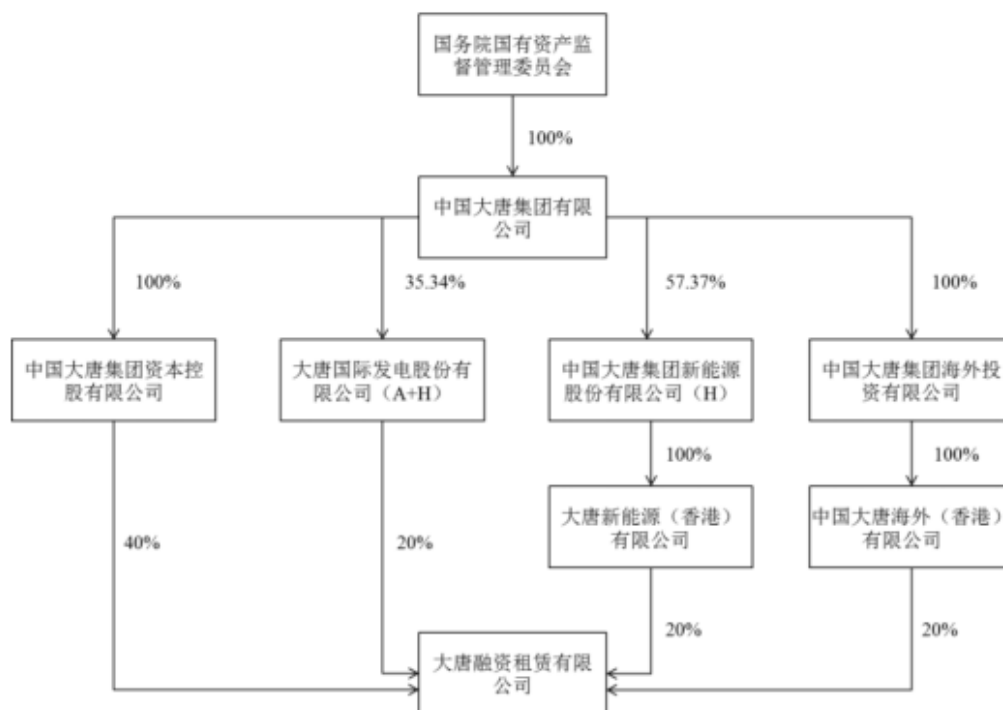 国务院国有资产监
督管理委员会
100%
中国大唐集团有限
公司
100%
35.34%
57.37%
100%
中国大唐集团资本控
股有限公司
大唐国际发电股份有
限公司（A+H）
中国大唐集团新能源
股份有限公司（H）
中国大唐集团海外投
资有限公司
100%
100%
大唐新能源（香港）
有限公司
中国大唐海外（香港）
有限公司
40%
20%
20%
20%
大唐融资租赁有限
公司